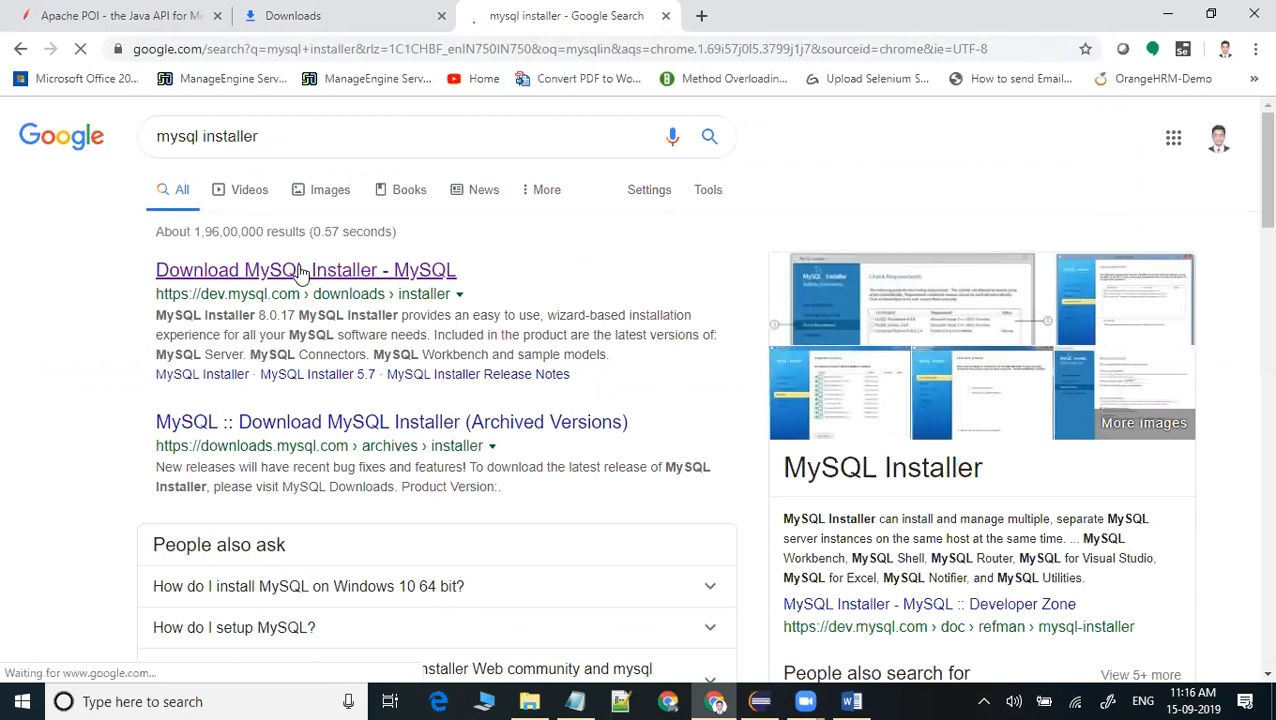 Apache POI - the Java API for Mi
Downloads
mysql installer - Google Search
google.com/search?q=mysql+installer&rlz=1C1CHBF_enIN750IN750&oq=mysqlin&aqs=chrome.1.69i57j0l5.3799j1j7&sourceid=chrome&ie=UTF-8
Microsoft Office 20...
ManageEngine Serv...
ManageEngine Serv...
Home
Convert PDF to Wo...
Method Overloadin...
Upload Selenium S...
How to send Email...
OrangeHRM-Demo
Google
mysql installer
All
Videos
Images
Books
News
More
Settings
Tools
About 1,96,00,000 results (0.57 seconds)
Download MySQL Installer - MySQL
https://dev.mysql.com › downloads › installer
MySQL Installer 8.0.17 MySQL Installer provides an easy to use, wizard-based installation
experience for your MySQL software needs. Included in the product are the latest versions of:
MySQL Server. MySQL Connectors. MySQL Workbench and sample models.
MySQL Installer · MySQL Installer Release Notes
MySQL :: Download MySQL Installer (Archived Versions)
https://downloads.mysql.com › archives › installer
New releases will have recent bug fixes and features! To download the latest release of MySQL
Installer, please visit MySQL Downloads. Product Version:.
People also ask
How do I install MySQL on Windows 10 64 bit?
How do I setup MySQL?
nstaller Web community and mysql
More images
MySQL Installer
MySQL Installer can install and manage multiple, separate MySQL
server instances on the same host at the same time. ... MySQL
Workbench, MySQL Shell, MySQL Router, MySQL for Visual Studio,
MySQL for Excel, MySQL Notifier, and MySQL Utilities.
MySQL Installer - MySQL :: Developer Zone
https://dev.mysql.com › doc › refman › mysql-installer
People also search for
View 5+ more
Waiting for www.google.com...
Type here to search
ENG
11:16 AM
15-09-2019